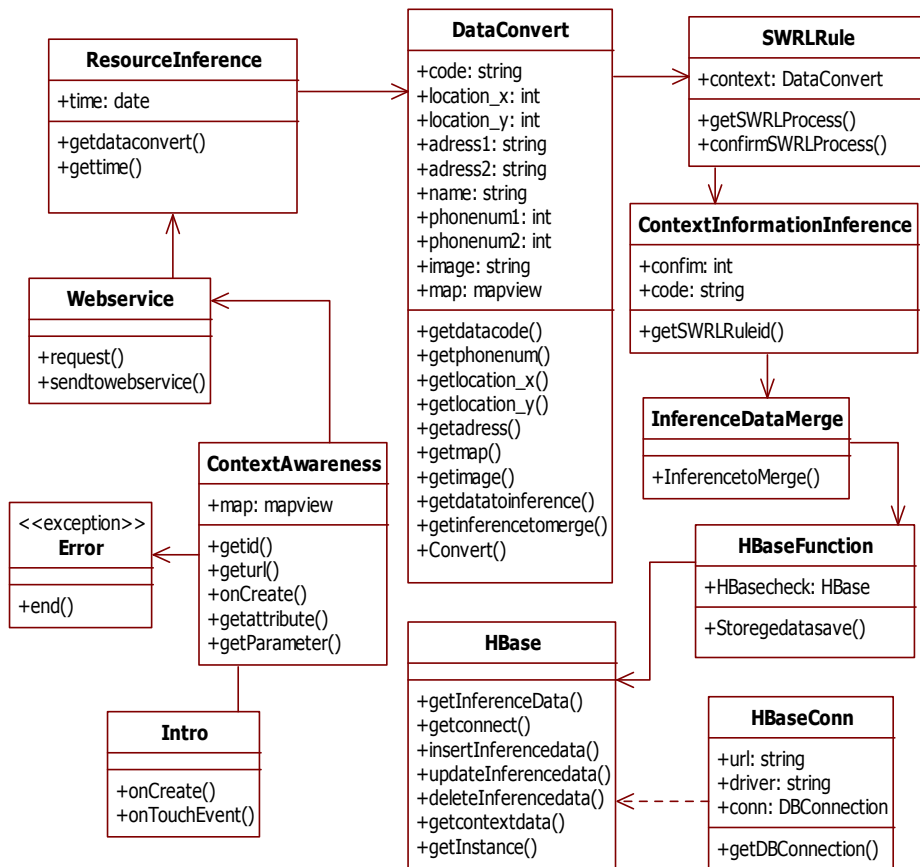 ResourceInference
+time: date
+getdataconvert()
+gettime()
DataConvert
+code: string
+location_x: int
+location_y: int
+adress1: string
+adress2: string
+name: string
+phonenum1: int
+phonenum2: int
+image: string
+map: mapview
+getdatacode()
+getphonenum()
+getlocation_x()
+getlocation_y()
+getadress()
+getmap()
+getimage()
+getdatatoinference()
+getinferencetomerge()
+Convert()
SWRLRule
+context: DataConvert
+getSWRLProcess()
+confirmSWRLProcess()
ContextInformationInference
+confim: int
+code: string
+getSWRLRuleid()
Webservice
+request()
+sendtowebservice()
InferenceDataMerge
+InferencetoMerge()
ContextAwareness
+map: mapview
+getid()
+geturl()
+onCreate()
+getattribute()
+getParameter()
<<exception>>
Error
+end()
HBaseFunction
+HBasecheck: HBase
+Storegedatasave()
HBase
+getInferenceData()
+getconnect()
+insertInferencedata()
+updateInferencedata()
+deleteInferencedata()
+getcontextdata()
+getInstance()
HBaseConn
+url: string
+driver: string
+conn: DBConnection
+getDBConnection()
Intro
+onCreate()
+onTouchEvent()